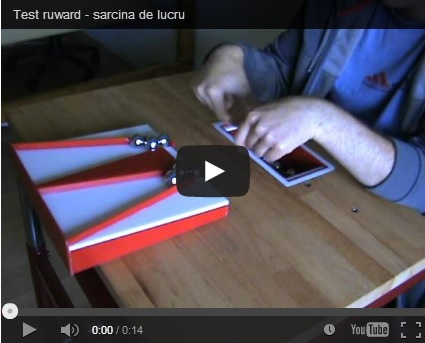 Test ruward - sarcina de lucru
0:00 / 0:14
YouTube